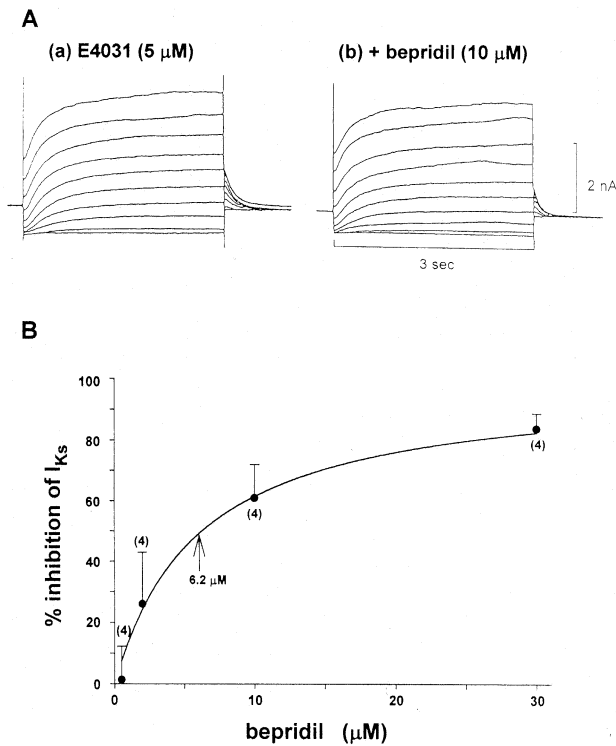 A
(a) E4031 (5 μM)
(b) + bepridil (10 μM)
2 nA
3 sec
B
% inhibition of IKs
100
80
60
40
20
0
(4)
(4)
(4)
(4)
6.2 μM
0
10
20
30
bepridil (μM)